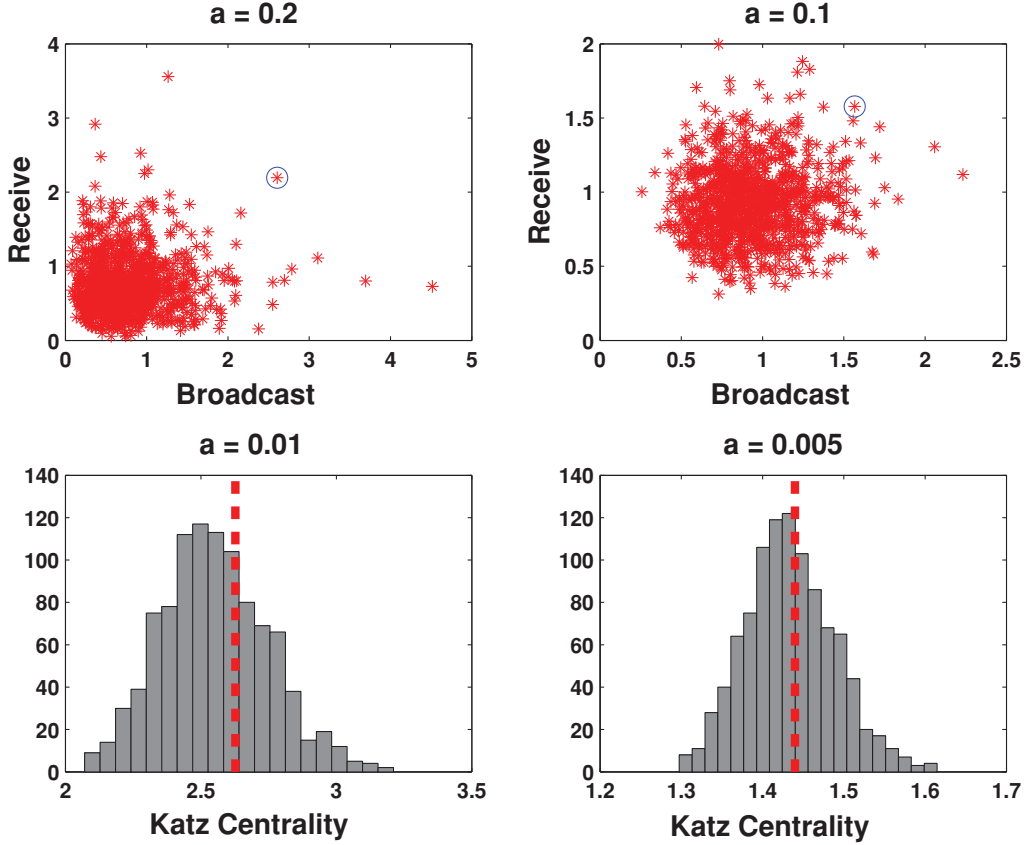 a = 0.2
4
3
2
1
0
Receive
0 1 2 3 4 5
Broadcast
a = 0.1
2
1.5
1
0.5
0
Receive
0 0.5 1 1.5 2 2.5
Broadcast
a = 0.01
140
120
100
80
60
40
20
0
2 2.5 3 3.5
Katz Centrality
a = 0.005
140
120
100
80
60
40
20
0
1.2 1.3 1.4 1.5 1.6 1.7
Katz Centrality